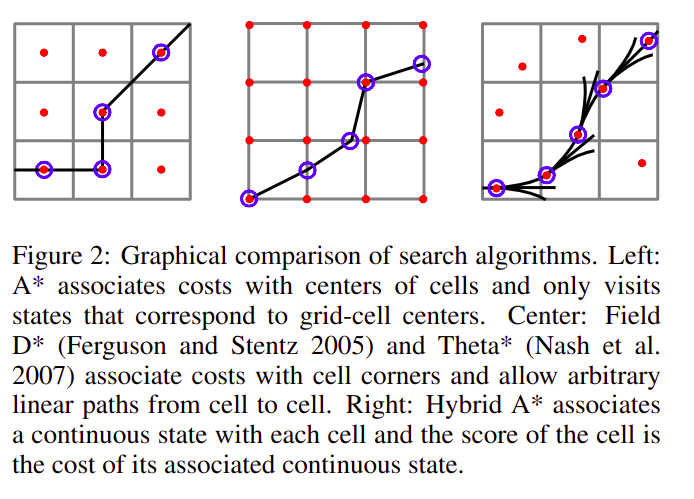 Figure 2: Graphical comparison of search algorithms. Left:
A* associates costs with centers of cells and only visits
states that correspond to grid-cell centers. Center: Field
D* (Ferguson and Stentz 2005) and Theta* (Nash et al.
2007) associate costs with cell corners and allow arbitrary
linear paths from cell to cell. Right: Hybrid A* associates
a continuous state with each cell and the score of the cell is
the cost of its associated continuous state.